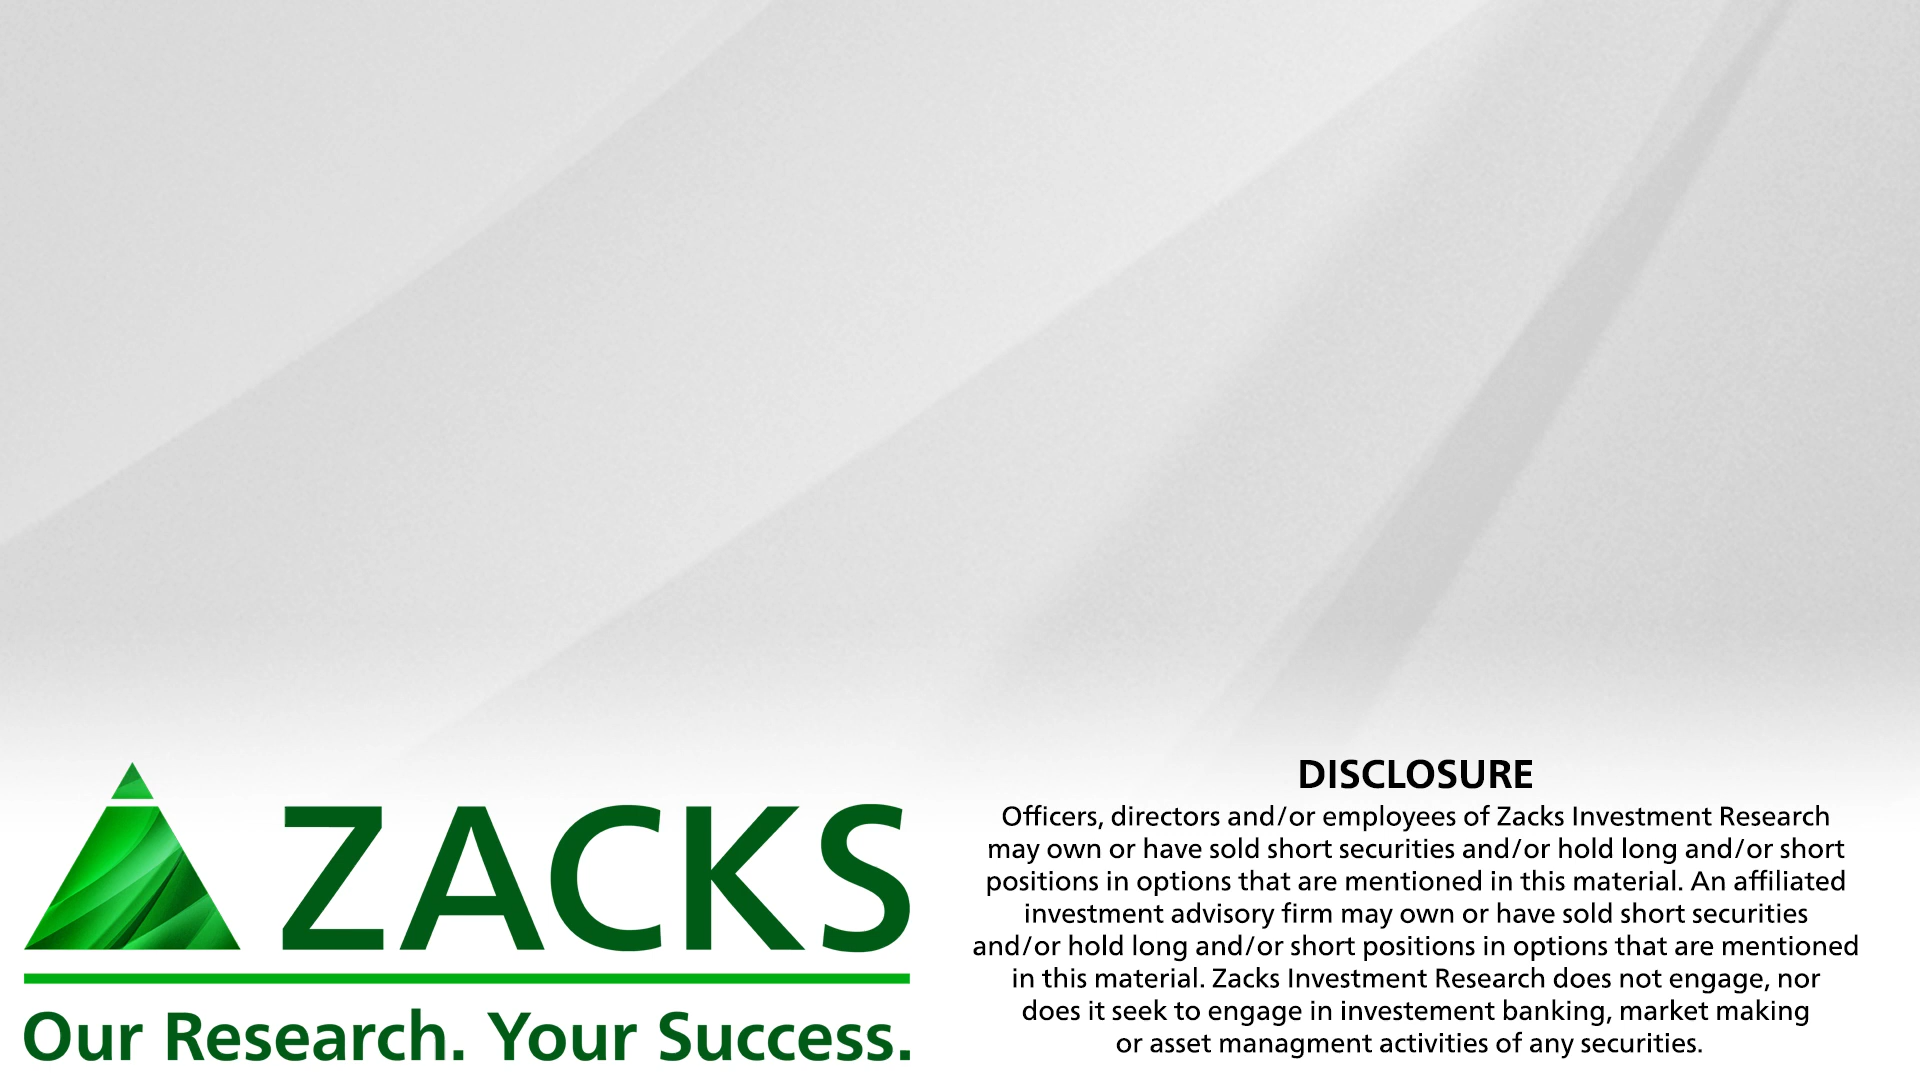 ZACKS
Our Research. Your Success.
DISCLOSURE
Officers, directors and/or employees of Zacks Investment Research
may own or have sold short securities and/or hold long and/or short
positions in options that are mentioned in this material. An affiliated
investment advisory firm may own or have sold short securities
and/or hold long and/or short positions in options that are mentioned
in this material. Zacks Investment Research does not engage, nor
does it seek to engage in investement banking, market making
or asset managment activities of any securities.